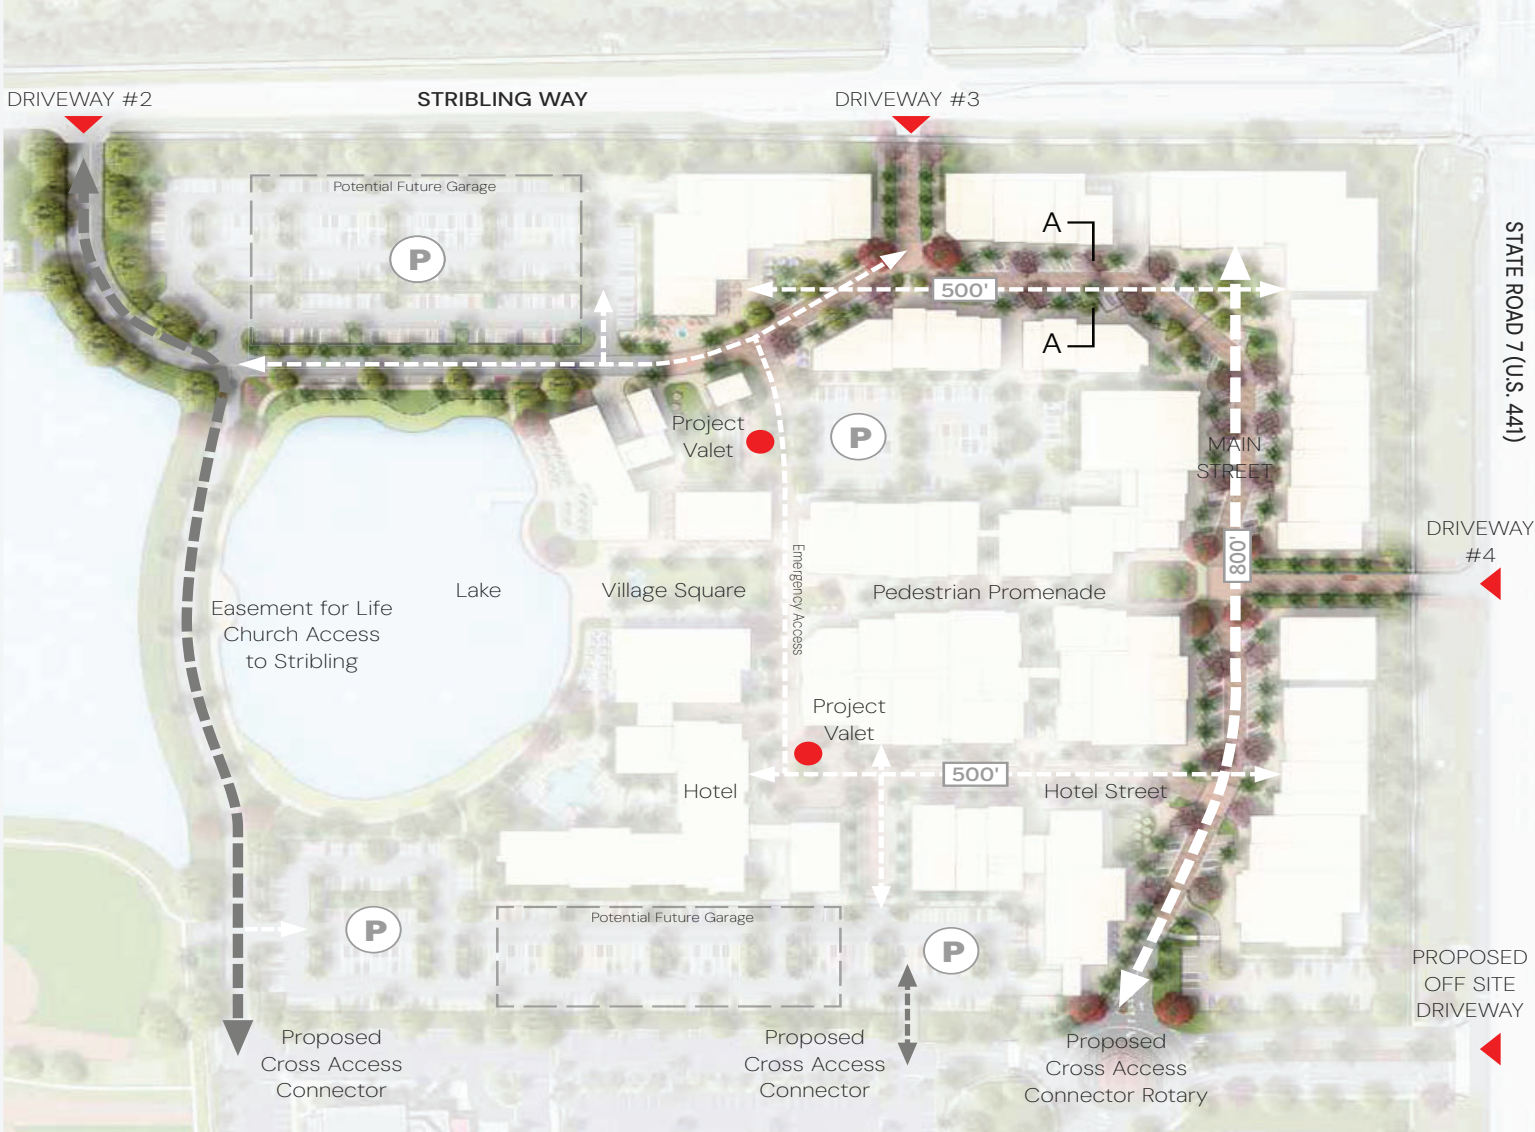 DRIVEWAY #2
STRIBLING WAY
DRIVEWAY #3
Potential Future Garage
P
A
500'
A
STATE ROAD 7 (U.S. 441)
Project
Valet
P
MAIN
STREET
DRIVEWAY
#4
800'
Emergency Access
Lake
Village Square
Pedestrian Promenade
Easement for Life
Church Access
to Stribling
Project
Valet
500'
Hotel
Hotel Street
P
Potential Future Garage
P
PROPOSED
OFF SITE
DRIVEWAY
Proposed
Cross Access
Connector
Proposed
Cross Access
Connector
Proposed
Cross Access
Connector Rotary